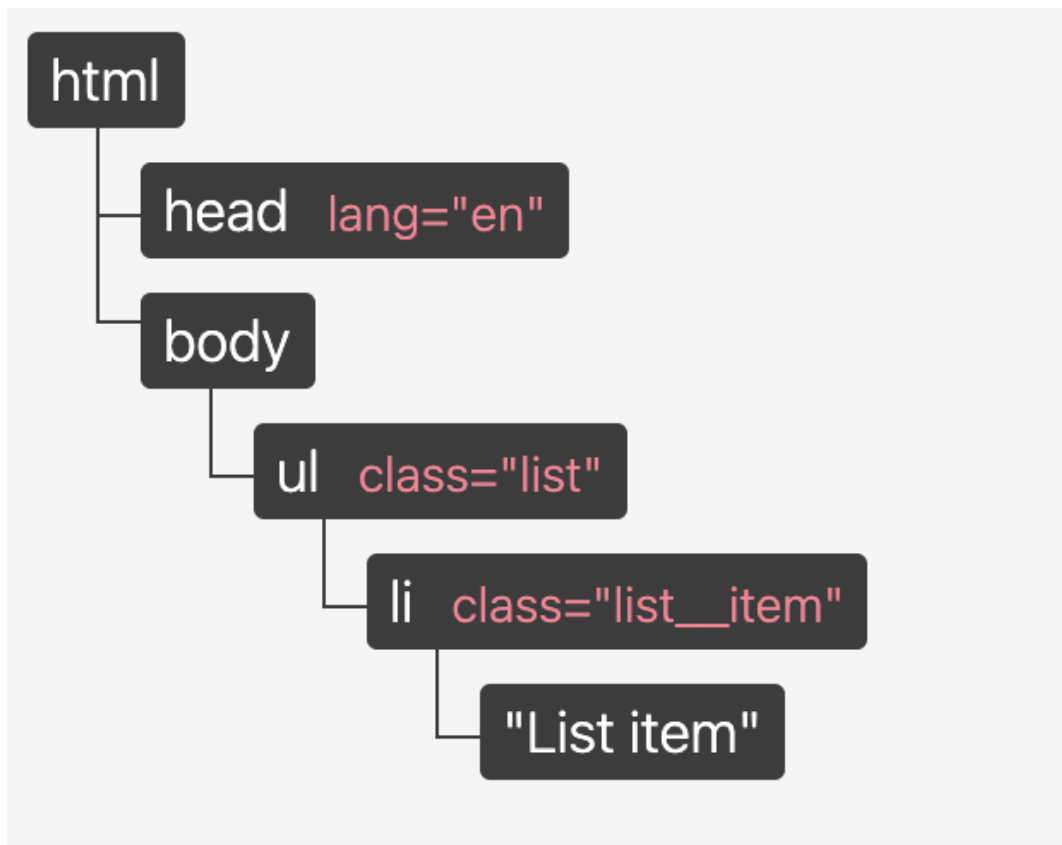 html
head lang="en"
body
ul class="list"
li class="list__item"
"List item"